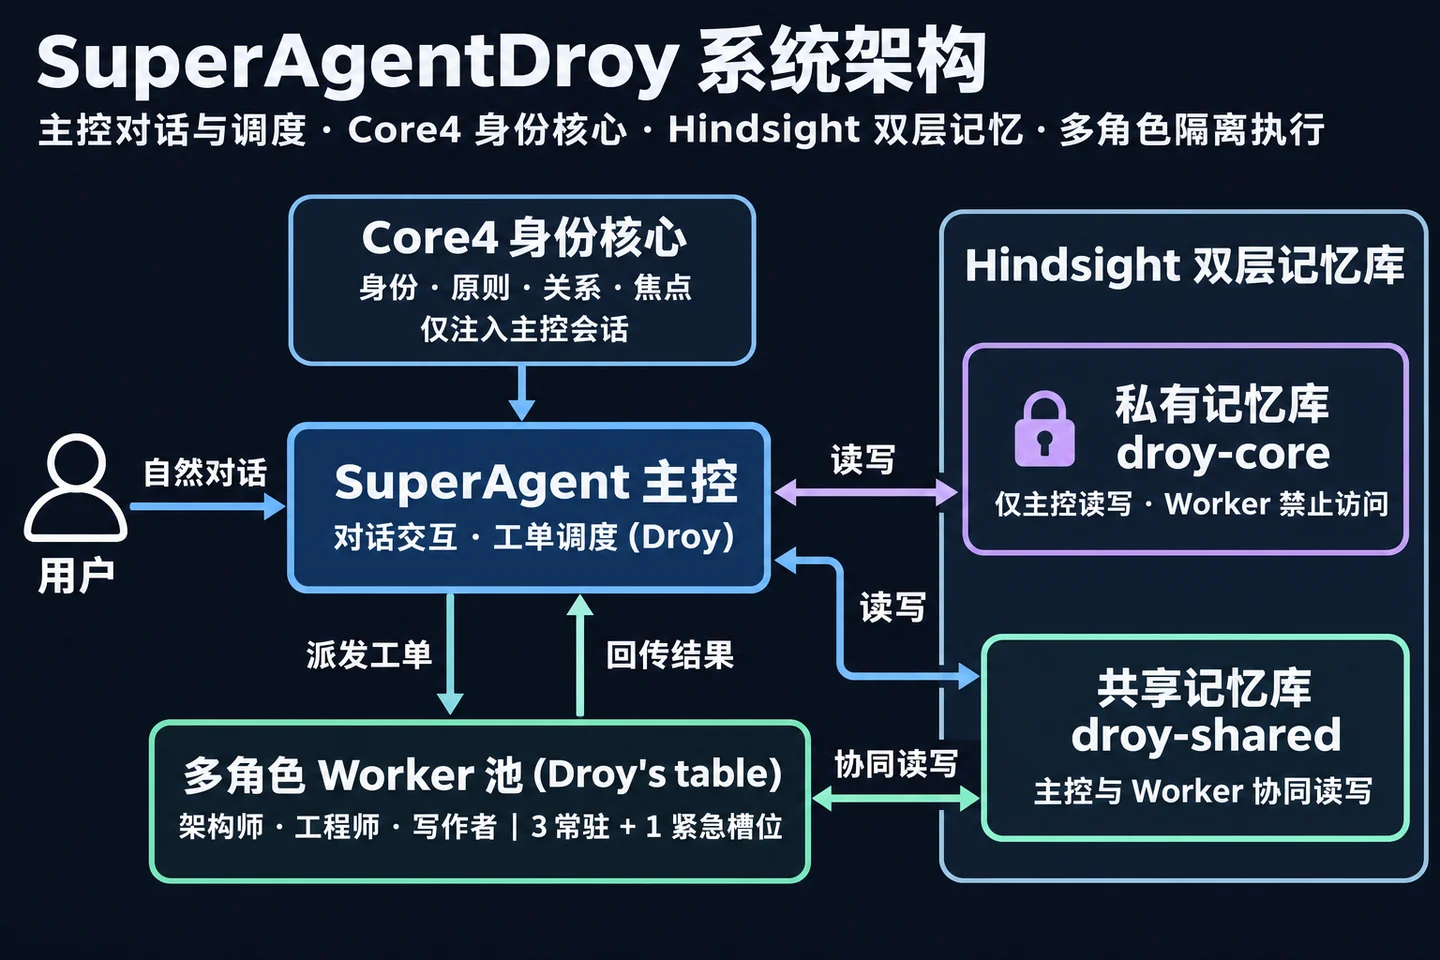 SuperAgentDroy 系统架构
主控对话与调度 · Core4 身份核心 · Hindsight 双层记忆 · 多角色隔离执行
Core4 身份核心
身份 · 原则 · 关系 · 焦点
仅注入主控会话
Hindsight 双层记忆库
私有记忆库
droy-core
仅主控读写 · Worker 禁止访问
自然对话
用户
SuperAgent 主控
对话交互 · 工单调度 (Droy)
读写
读写
派发工单
回传结果
共享记忆库
droy-shared
主控与 Worker 协同读写
多角色 Worker 池 (Droy's table)
架构师 · 工程师 · 写作者 | 3 常驻 + 1 紧急槽位
协同读写